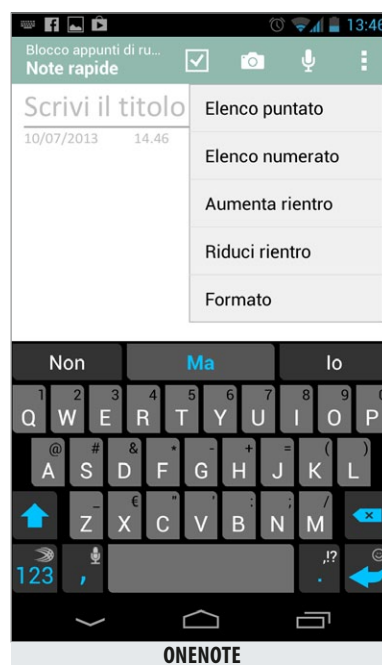 13:46
Blocco appunti di ru...
Note rapide
Scrivi il titolo
10/07/2013 14.46
Elenco puntato
Elenco numerato
Aumenta rientro
Riduci rientro
Formato
Non Ma Io
1 2 3 4 5 6 7 8 9 0
Q W E R T Y U I O P
@ # & * - + = ( )
A S D F G H J K L
_ € " ' : ; /
Z X C V B N M
,!?
123 , .
ONENOTE